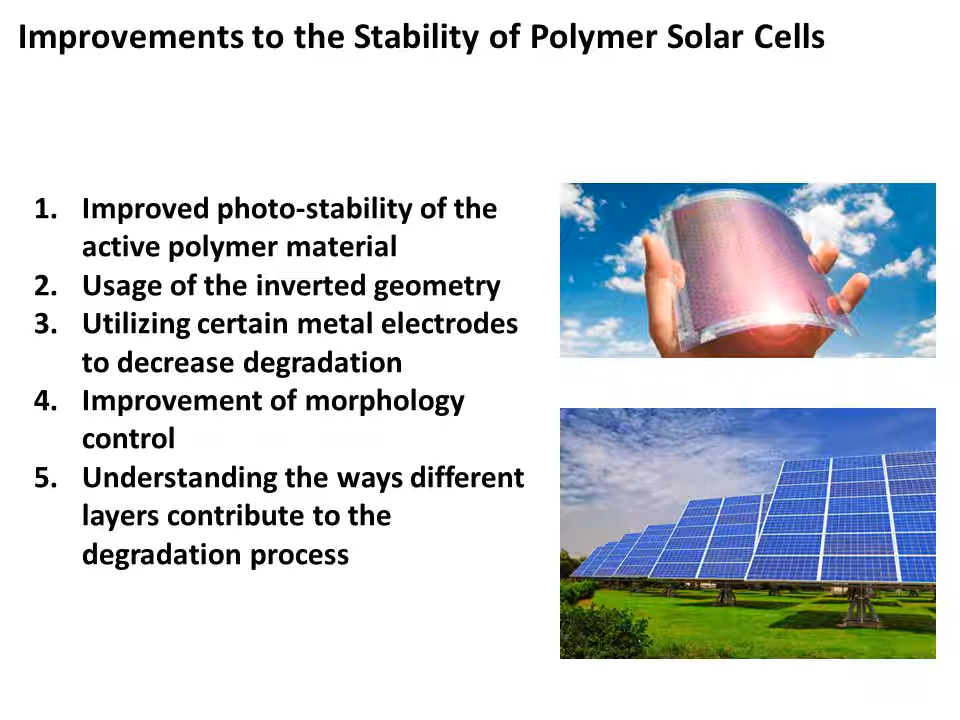 Improvements to the Stability of Polymer Solar Cells
1. Improved photo-stability of the
active polymer material
2. Usage of the inverted geometry
3. Utilizing certain metal electrodes
to decrease degradation
4. Improvement of morphology
control
5. Understanding the ways different
layers contribute to the
degradation process